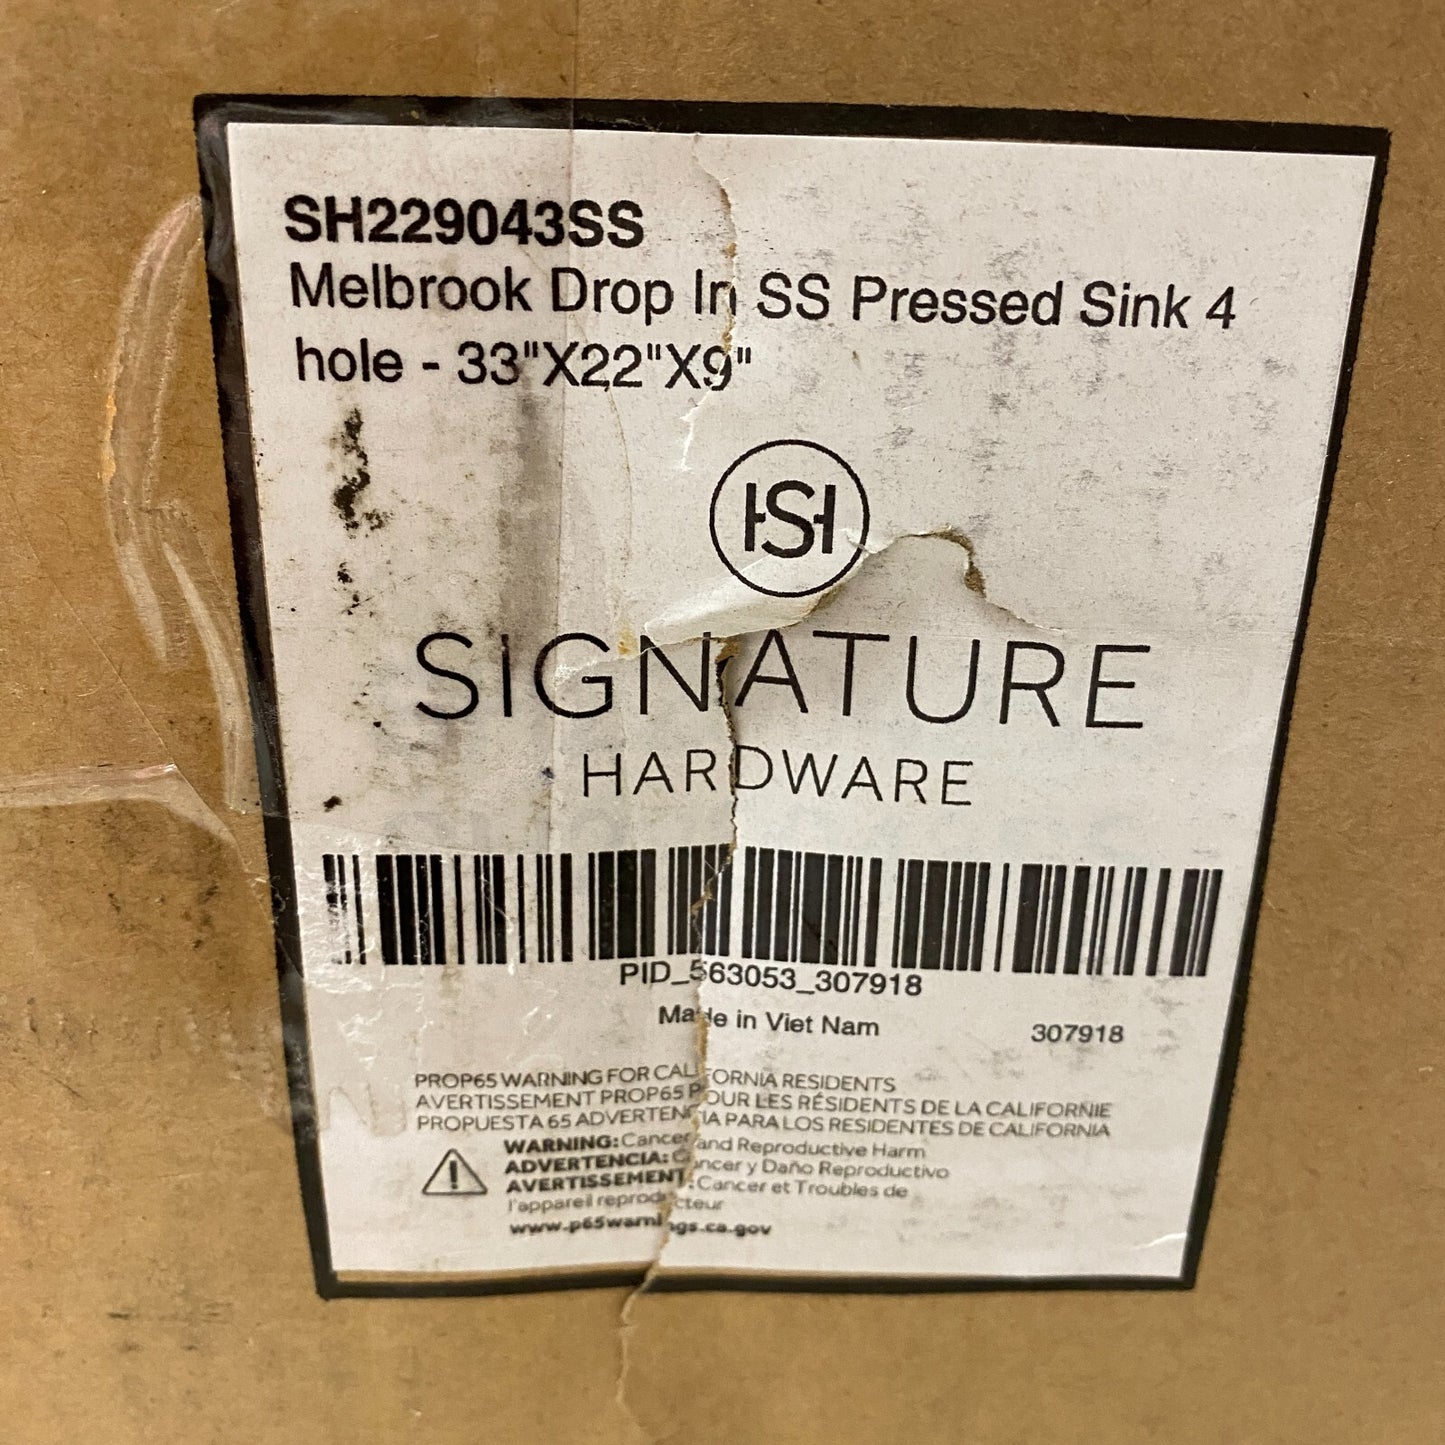 SH229043SS
Melbrook Drop In SS Pressed Sink 4
hole - 33"X22"X9"
SH
SIGNATURE
HARDWARE
PID_563053_307918
Made in Viet Nam
307918
PROP65 WARNING FOR CALIFORNIA RESIDENTS
AVERTISSEMENT PROP65 POUR LES RÉSIDENTS DE LA CALIFORNIE
PROPUESTA 65 ADVERTENCIA PARA LOS RESIDENTES DE CALIFORNIA
WARNING: Cancer and Reproductive Harm
ADVERTENCIA: Cáncer y Daño Reproductivo
AVERTISSEMENT: Cancer et Troubles de
l'appareil reproducteur
www.p65warnings.ca.gov